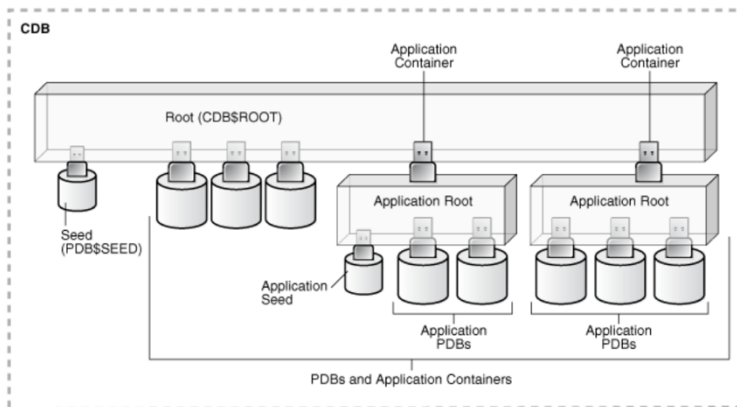 CDB
Application
Container
Application
Container
Root (CDB$ROOT)
Application Root
Application Root
Seed
(PDB$SEED)
Application
Seed
Application
PDBs
Application
PDBs
PDBs and Application Containers